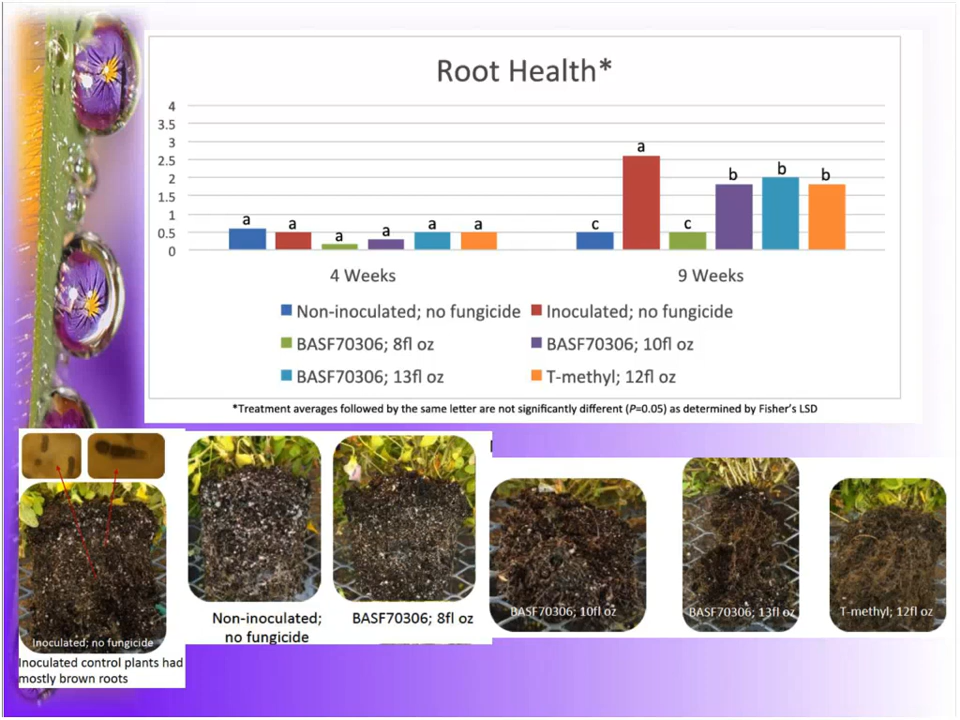 Root Health*
4
3.5
3
2.5
2
1.5
1
0.5
0
a a a a a a
c a c b b b
4 Weeks 9 Weeks
Non-inoculated; no fungicide Inoculated; no fungicide
BASF70306; 8fl oz BASF70306; 10fl oz
BASF70306; 13fl oz T-methyl; 12fl oz
*Treatment averages followed by the same letter are not significantly different (P=0.05) as determined by Fisher's LSD
Inoculated; no fungicide
Inoculated control plants had
mostly brown roots
Non-inoculated;
no fungicide
BASF70306; 8fl oz
BASF70306; 10fl oz
BASF70306; 13fl oz
T-methyl; 12fl oz